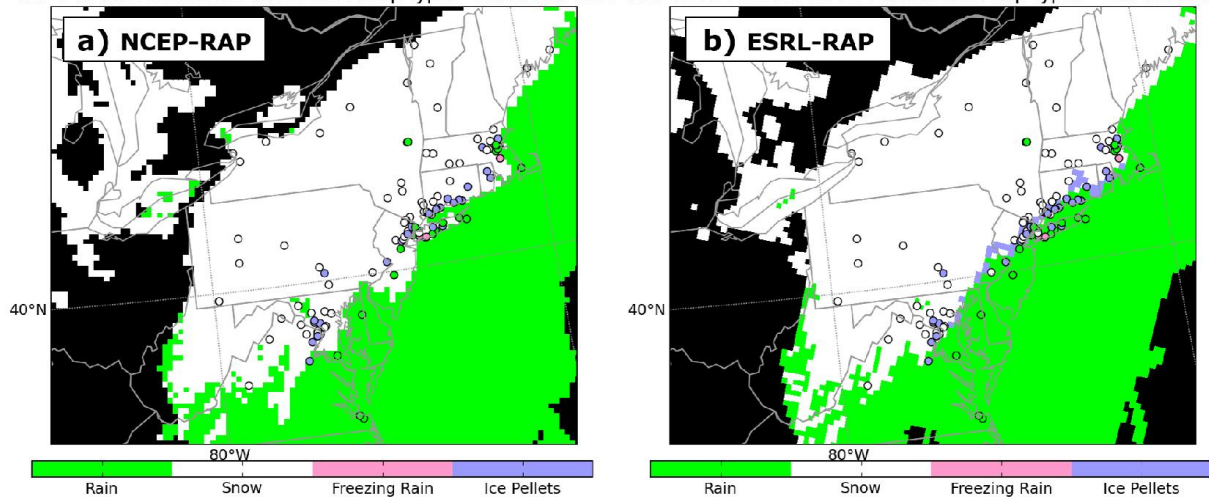 a) NCEP-RAP
b) ESRL-RAP
40°N
40°N
80°W
80°W
Rain Snow Freezing Rain Ice Pellets
Rain Snow Freezing Rain Ice Pellets